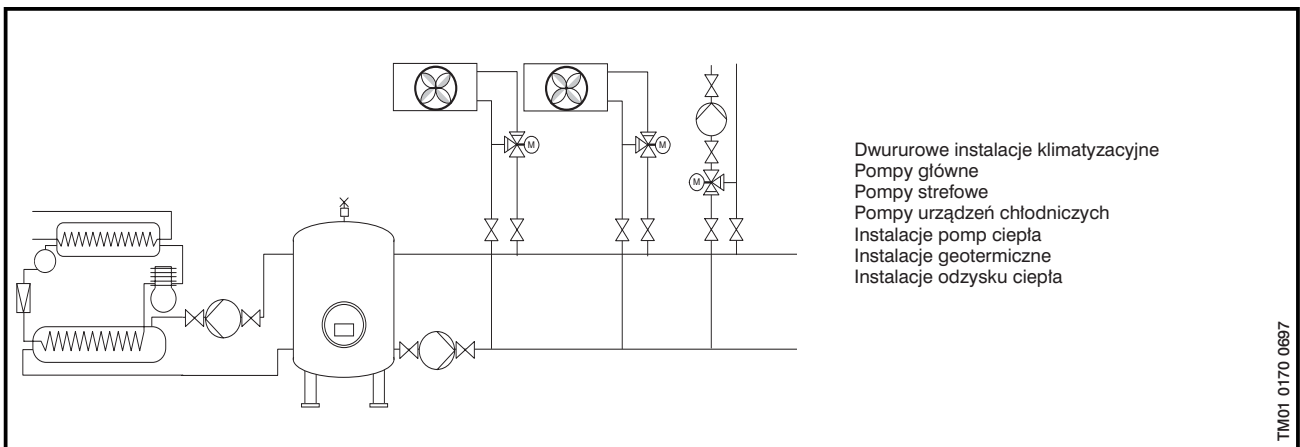 M
M
M
Dwururowe instalacje klimatyzacyjne
Pompy główne
Pompy strefowe
Pompy urządzeń chłodniczych
Instalacje pomp ciepła
Instalacje geotermiczne
Instalacje odzysku ciepła
TM01 0170 0697